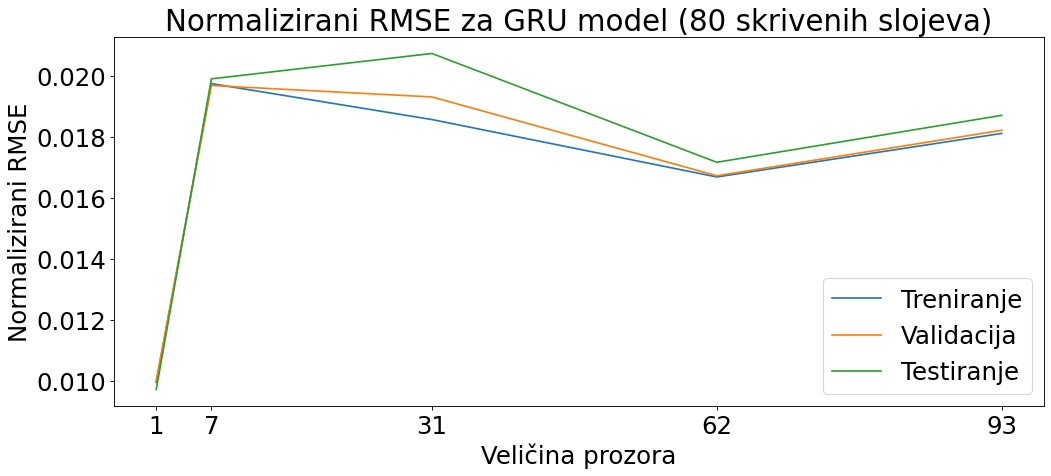 Normalizirani RMSE za GRU model (80 skrivenih slojeva)
Normalizirani RMSE
0.020
0.018
0.016
0.014
0.012
0.010
Treniranje
Validacija
Testiranje
1 7 31 62 93
Veličina prozora